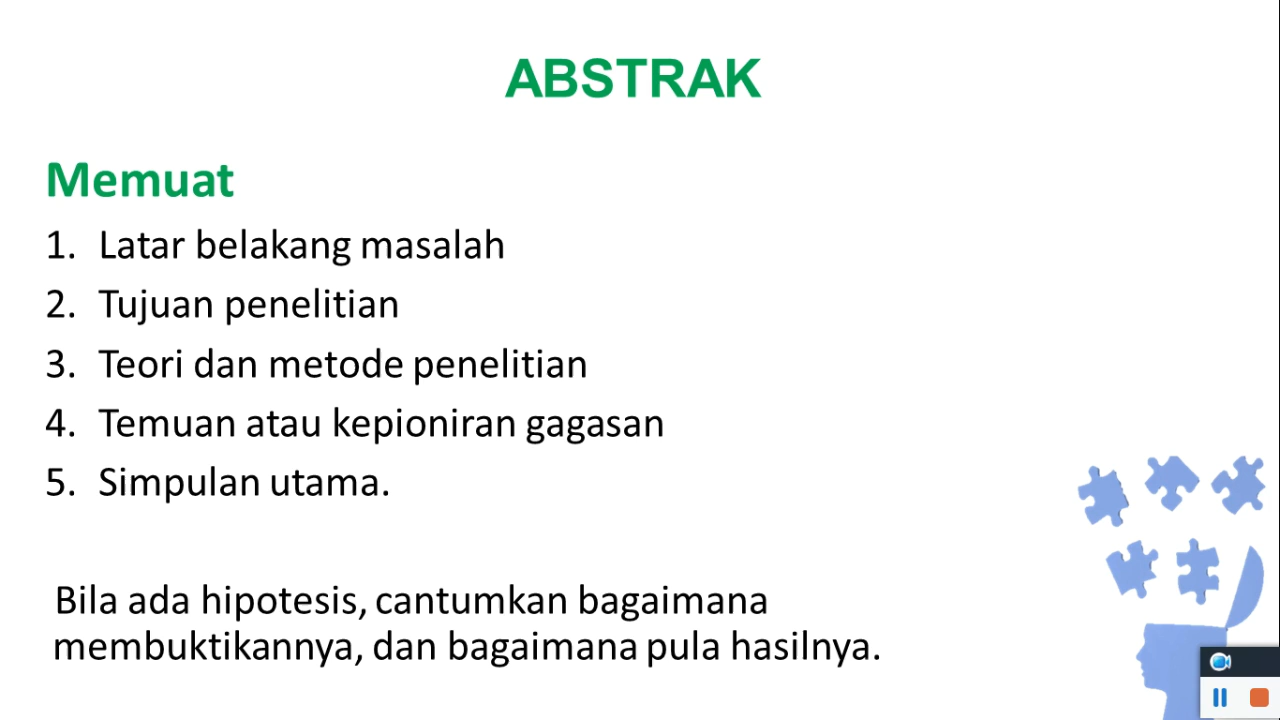 ABSTRAK
Memuat
1. Latar belakang masalah
2. Tujuan penelitian
3. Teori dan metode penelitian
4. Temuan atau kepioniran gagasan
5. Simpulan utama.
Bila ada hipotesis, cantumkan bagaimana
membuktikannya, dan bagaimana pula hasilnya.